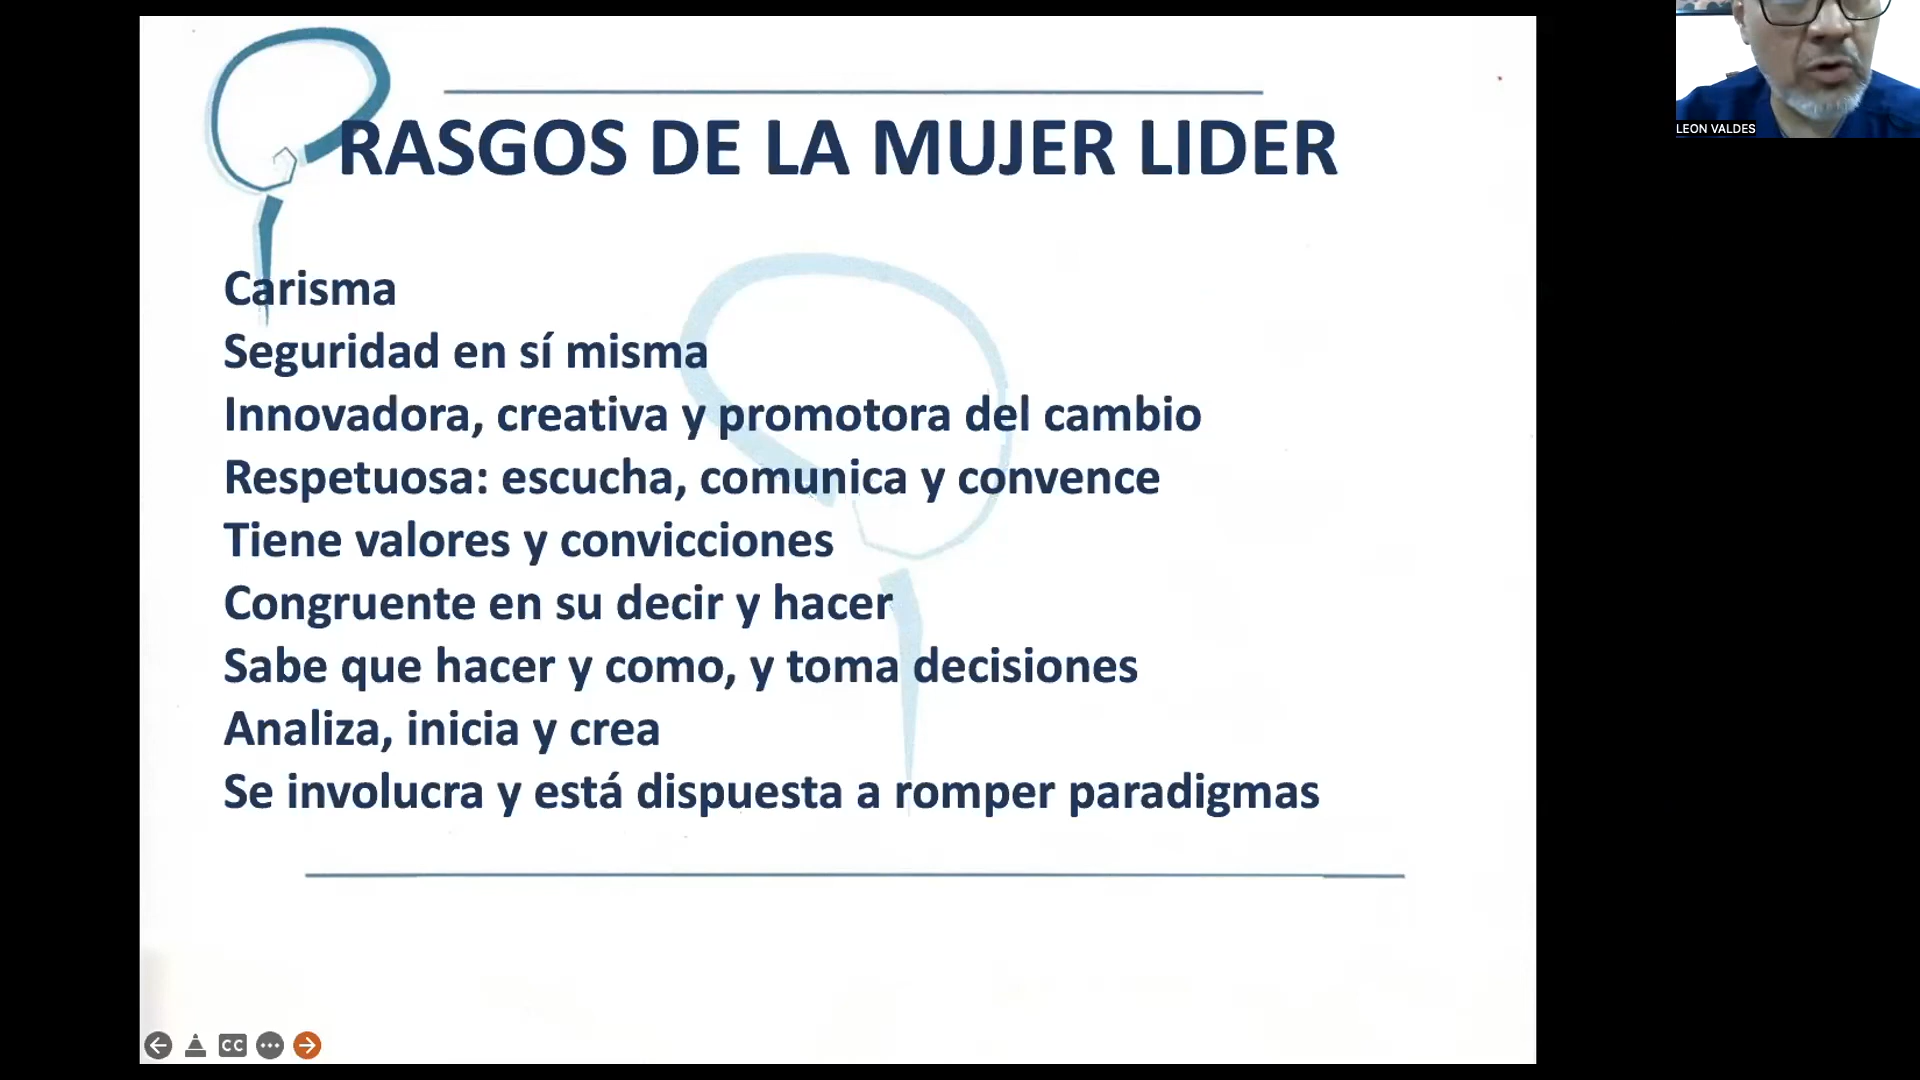 RASGOS DE LA MUJER LIDER
Carisma
Seguridad en sí misma
Innovadora, creativa y promotora del cambio
Respetuosa: escucha, comunica y convence
Tiene valores y convicciones
Congruente en su decir y hacer
Sabe que hacer y como, y toma decisiones
Analiza, inicia y crea
Se involucra y está dispuesta a romper paradigmas
LEON VALDES
CC